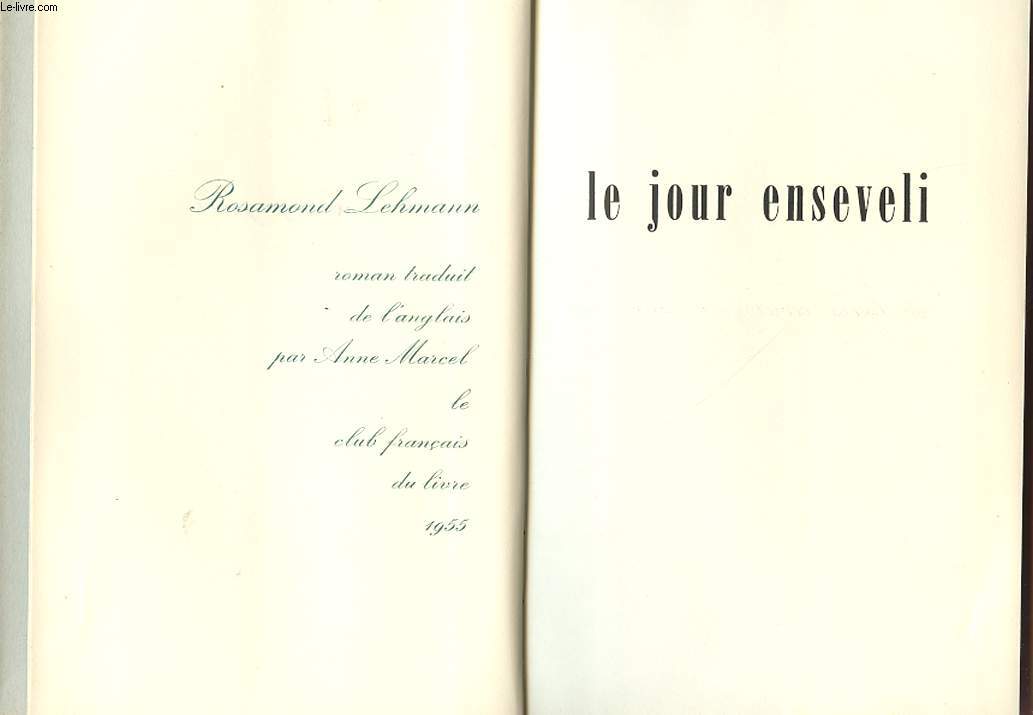 Le-livre.com
Rosamond Lehmann
roman traduit
de l'anglais
par Anne Marcel
le
club français
du livre
1955
le jour enseveli